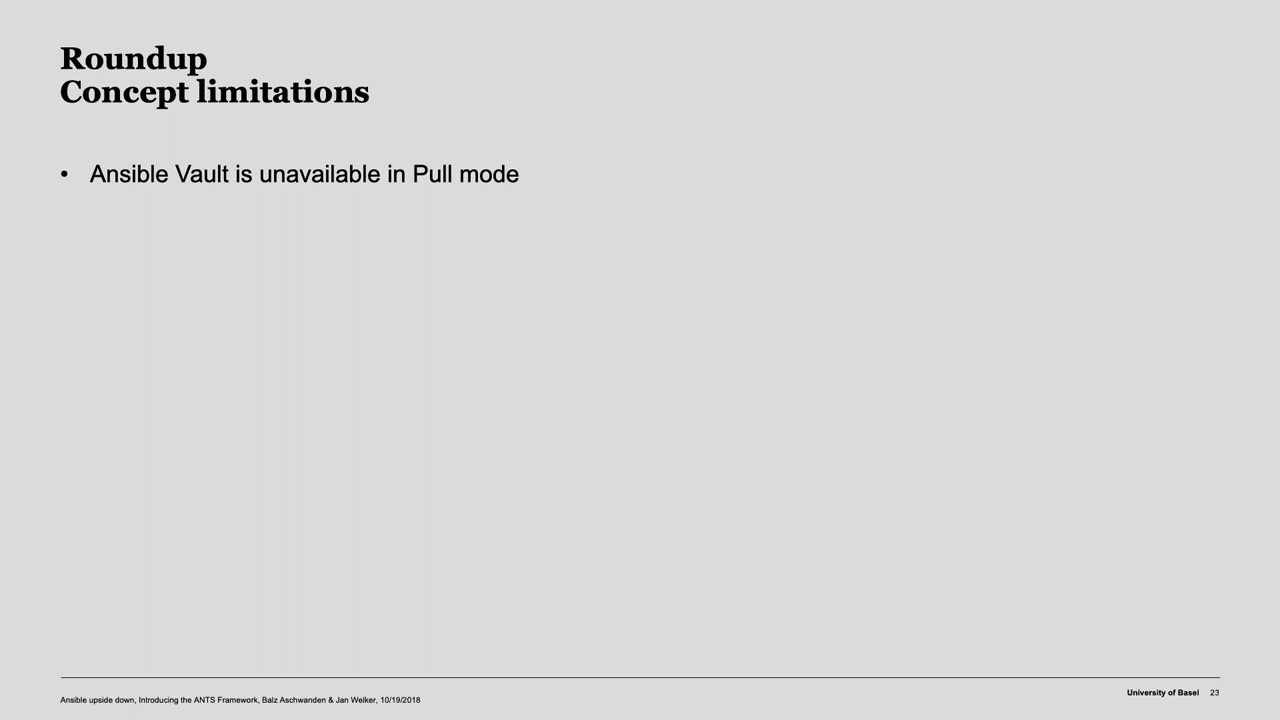 Roundup
Concept limitations
• Ansible Vault is unavailable in Pull mode
Ansible upside down, Introducing the ANTS Framework, Balz Aschwanden & Jan Welker, 10/19/2018
University of Basel 23